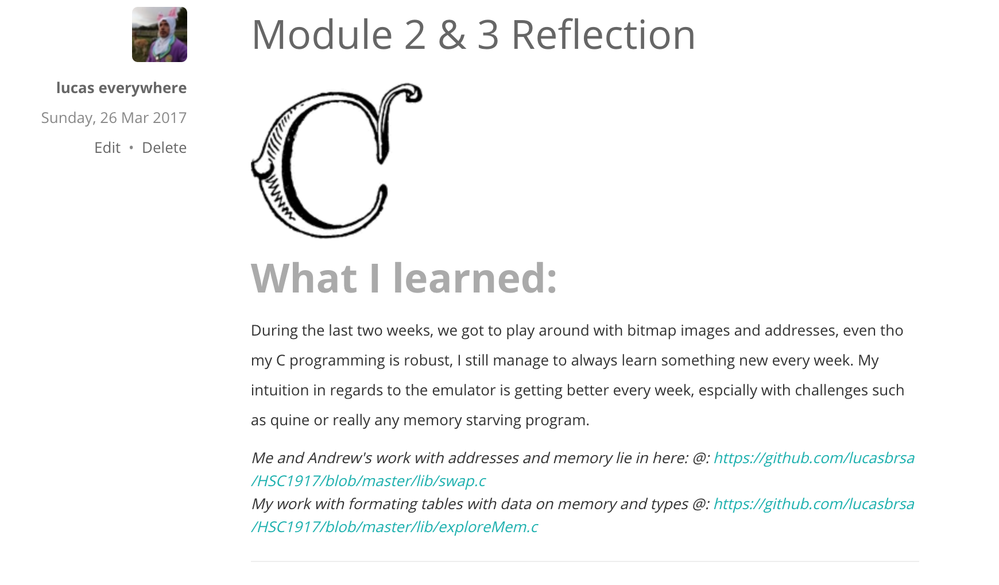 lucas everywhere
Sunday, 26 Mar 2017
Edit • Delete
Module 2 & 3 Reflection
C
What I learned:
During the last two weeks, we got to play around with bitmap images and addresses, even tho
my C programming is robust, I still manage to always learn something new every week. My
intuition in regards to the emulator is getting better every week, espcially with challenges such
as quine or really any memory starving program.
Me and Andrew's work with addresses and memory lie in here: @: https://github.com/lucasbrsa
/HSC1917/blob/master/lib/swap.c
My work with formating tables with data on memory and types @: https://github.com/lucasbrsa
/HSC1917/blob/master/lib/exploreMem.c